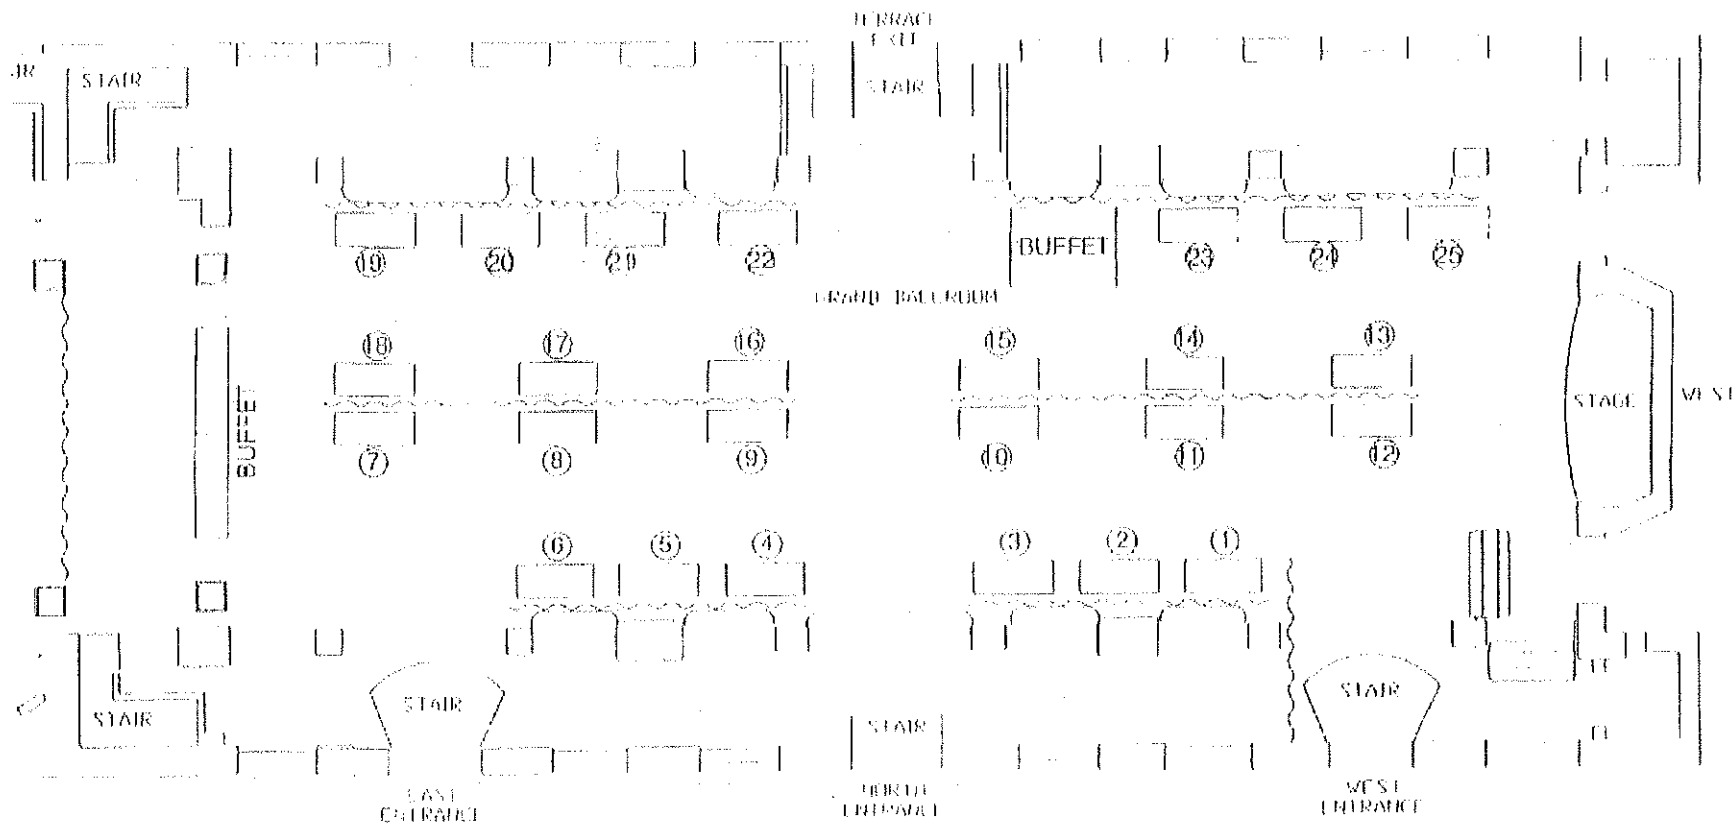 TERRACE
EXIT
STAIR
STAIR
19
20
21
22
BUFFET
23
24
25
GRAND BALLROOM
18
17
16
15
14
13
BUFFET
STAGE
WEST
7
8
9
10
11
12
6
5
4
3
2
1
STAIR
STAIR
STAIR
STAIR
EAST
ENTRANCE
NORTH
ENTRANCE
WEST
ENTRANCE